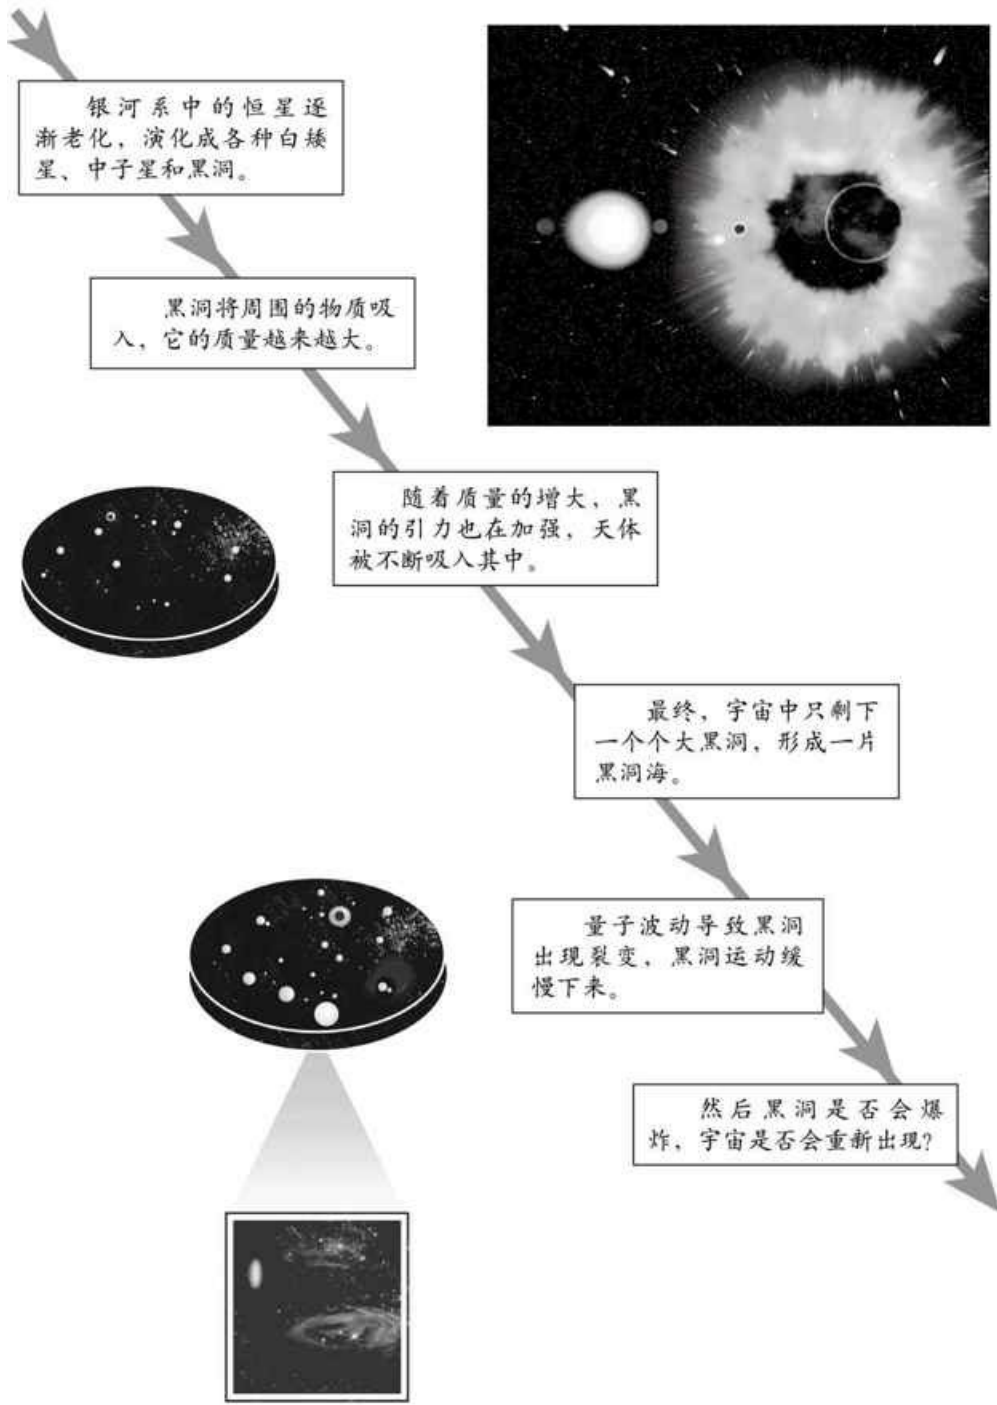 银河系中的恒星逐
渐老化，演化成各种白矮
星、中子星和黑洞。
黑洞将周围的物质吸
入，它的质量越来越大。
随着质量的增大，黑
洞的引力也在加强，天体
被不断吸入其中。
最终，宇宙中只剩下
一个个大黑洞，形成一片
黑洞海。
量子波动导致黑洞
出现裂变，黑洞运动缓
慢下来。
然后黑洞是否会爆
炸，宇宙是否会重新出现？